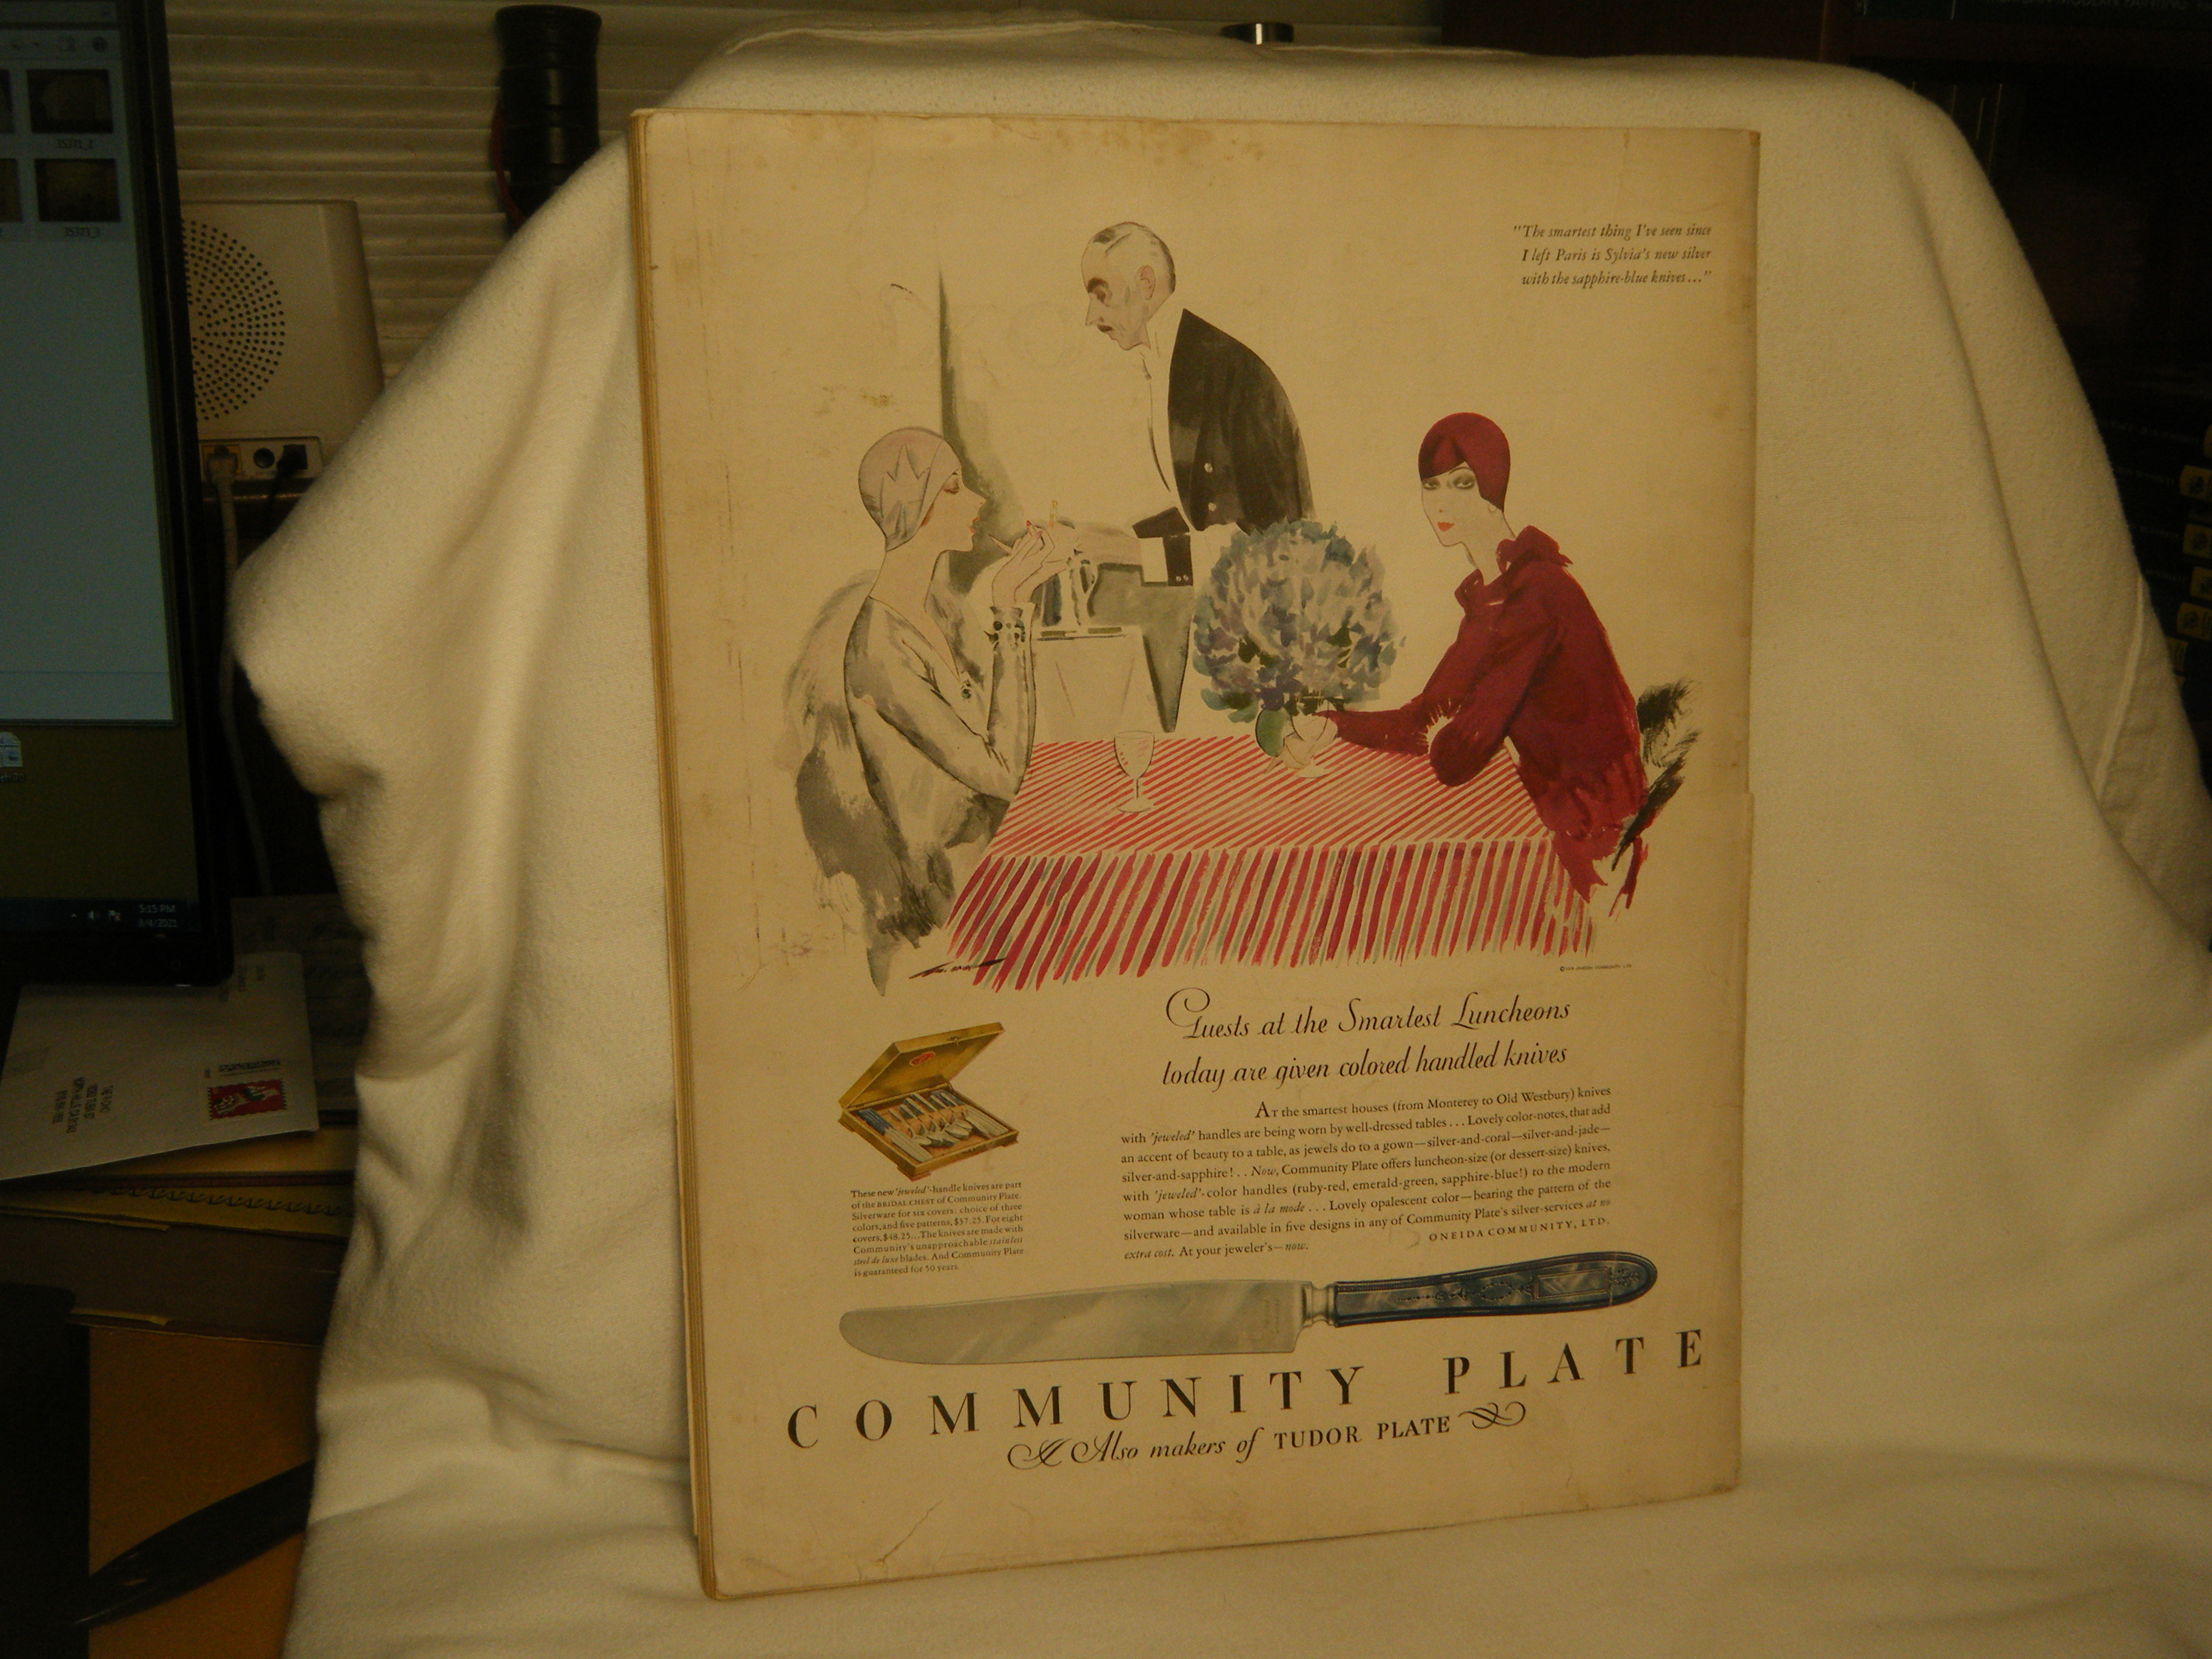 "The smartest thing I've seen since
I left Paris is Sylvia's new silver
with the sapphire-blue knives..."
Guests at the Smartest Luncheons
today are given colored handled knives
AT the smartest houses (from Monterey to Old Westbury) knives
with 'jeweled' handles are being worn by well-dressed tables... Lovely color-notes, that add
an accent of beauty to a table, as jewels do to a gown—silver-and-coral—silver-and-jade—
silver-and-sapphire!.. Now, Community Plate offers luncheon-size (or dessert-size) knives,
with 'jeweled'-color handles (ruby-red, emerald-green, sapphire-blue!) to the modern
woman whose table is à la mode... Lovely opalescent color—bearing the pattern of the
silverware—and available in five designs in any of Community Plate's silver-services at no
extra cost. At your jeweler's—now.
ONEIDA COMMUNITY, LTD.
These new 'jeweled'-handle knives are part
of the BRIDAL CHEST of Community Plate.
Silverware for six covers: choice of three
colors, and five patterns, $37.25. For eight
covers, $48.25...The knives are made with
Community's unapproachable stainless
steel de luxe blades. And Community Plate
is guaranteed for 50 years.
COMMUNITY PLATE
Also makers of TUDOR PLATE
35373_2
35373_3
5:15 PM